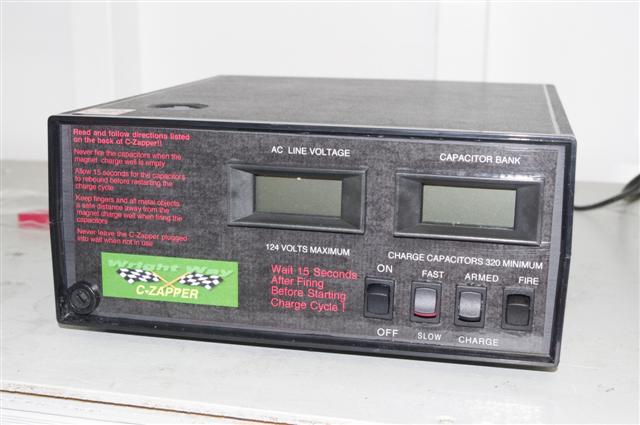 Read and follow directions listed
on the back of C-Zapper!!
Never fire the capacitors when the
magnet charge well is empty
Allow 15 seconds for the capacitors
to rebound before restarting the
charge cycle
Keep fingers and all metal objects
a safe distance away from the
magnet charge well when firing the
capacitors
Never leave the C-Zapper plugged
into wall when not in use
Wright Way
C-ZAPPER
AC LINE VOLTAGE
124 VOLTS MAXIMUM
CAPACITOR BANK
CHARGE CAPACITORS 320 MINIMUM
Wait 15 Seconds
After Firing
Before Starting
Charge Cycle !
ON
OFF
FAST
SLOW
ARMED
CHARGE
FIRE